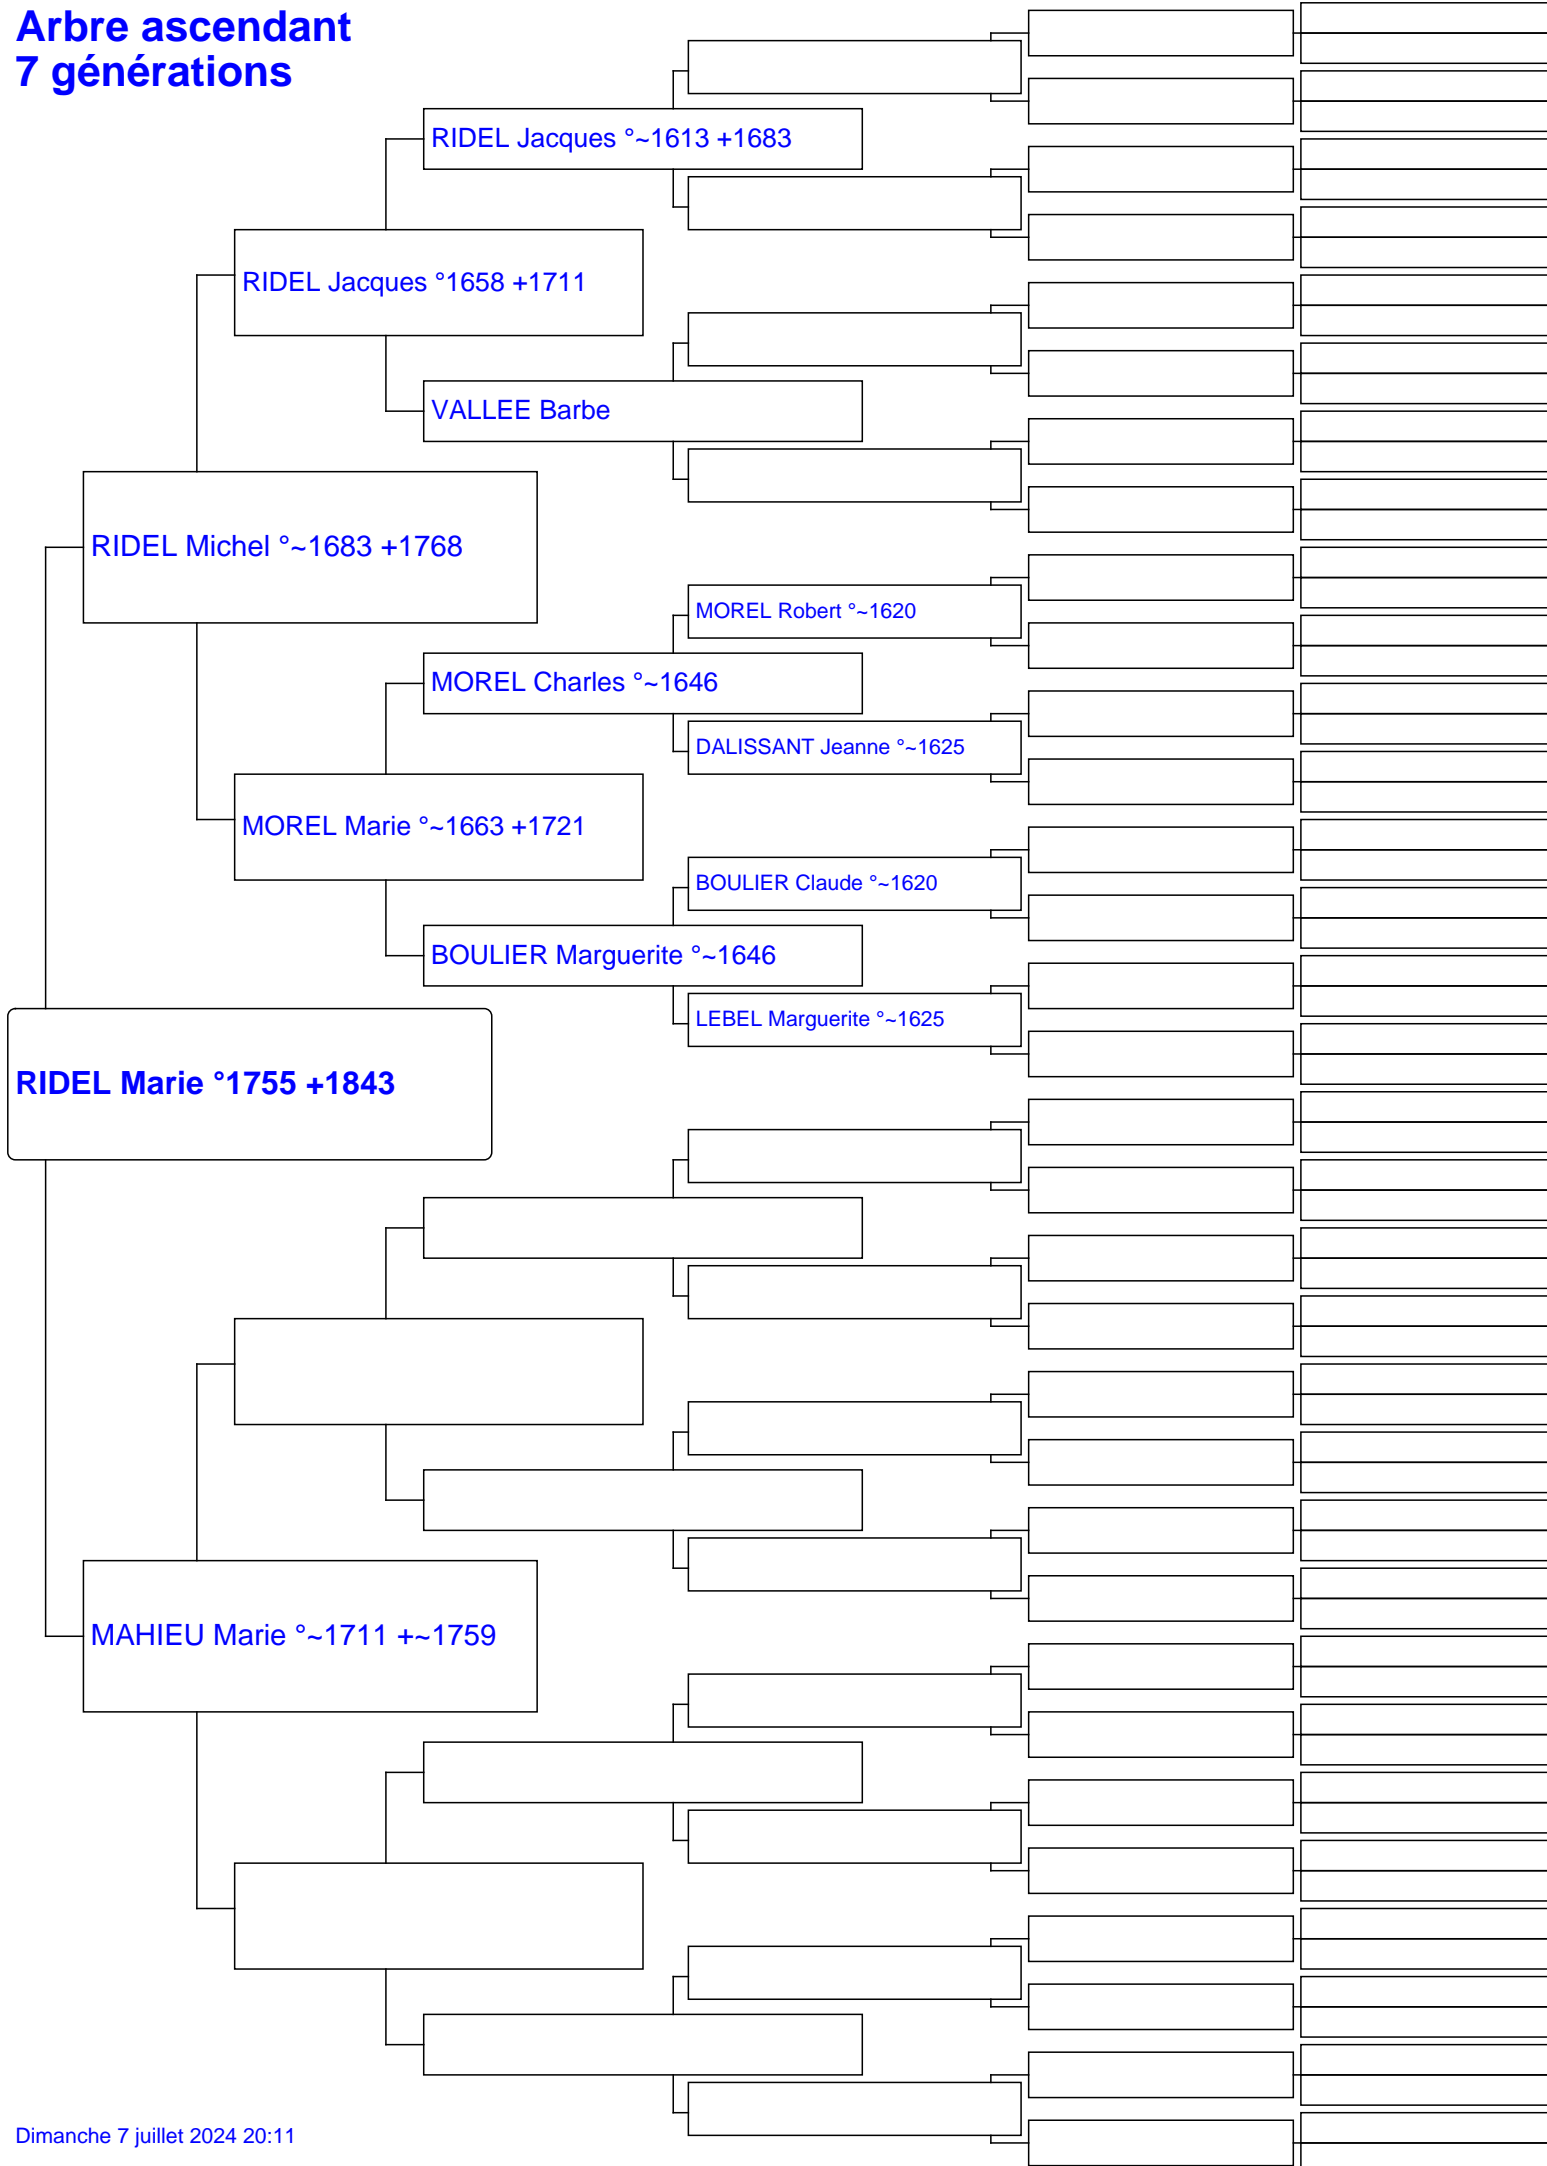 Arbre ascendant
7 générations
RIDEL Jacques °~1613 +1683
RIDEL Jacques °1658 +1711
VALLEE Barbe
RIDEL Michel °~1683 +1768
MOREL Robert °~1620
MOREL Charles °~1646
DALISSANT Jeanne °~1625
MOREL Marie °~1663 +1721
BOULIER Claude °~1620
BOULIER Marguerite °~1646
LEBEL Marguerite °~1625
RIDEL Marie °1755 +1843
MAHIEU Marie °~1711 +~1759
Dimanche 7 juillet 2024 20:11